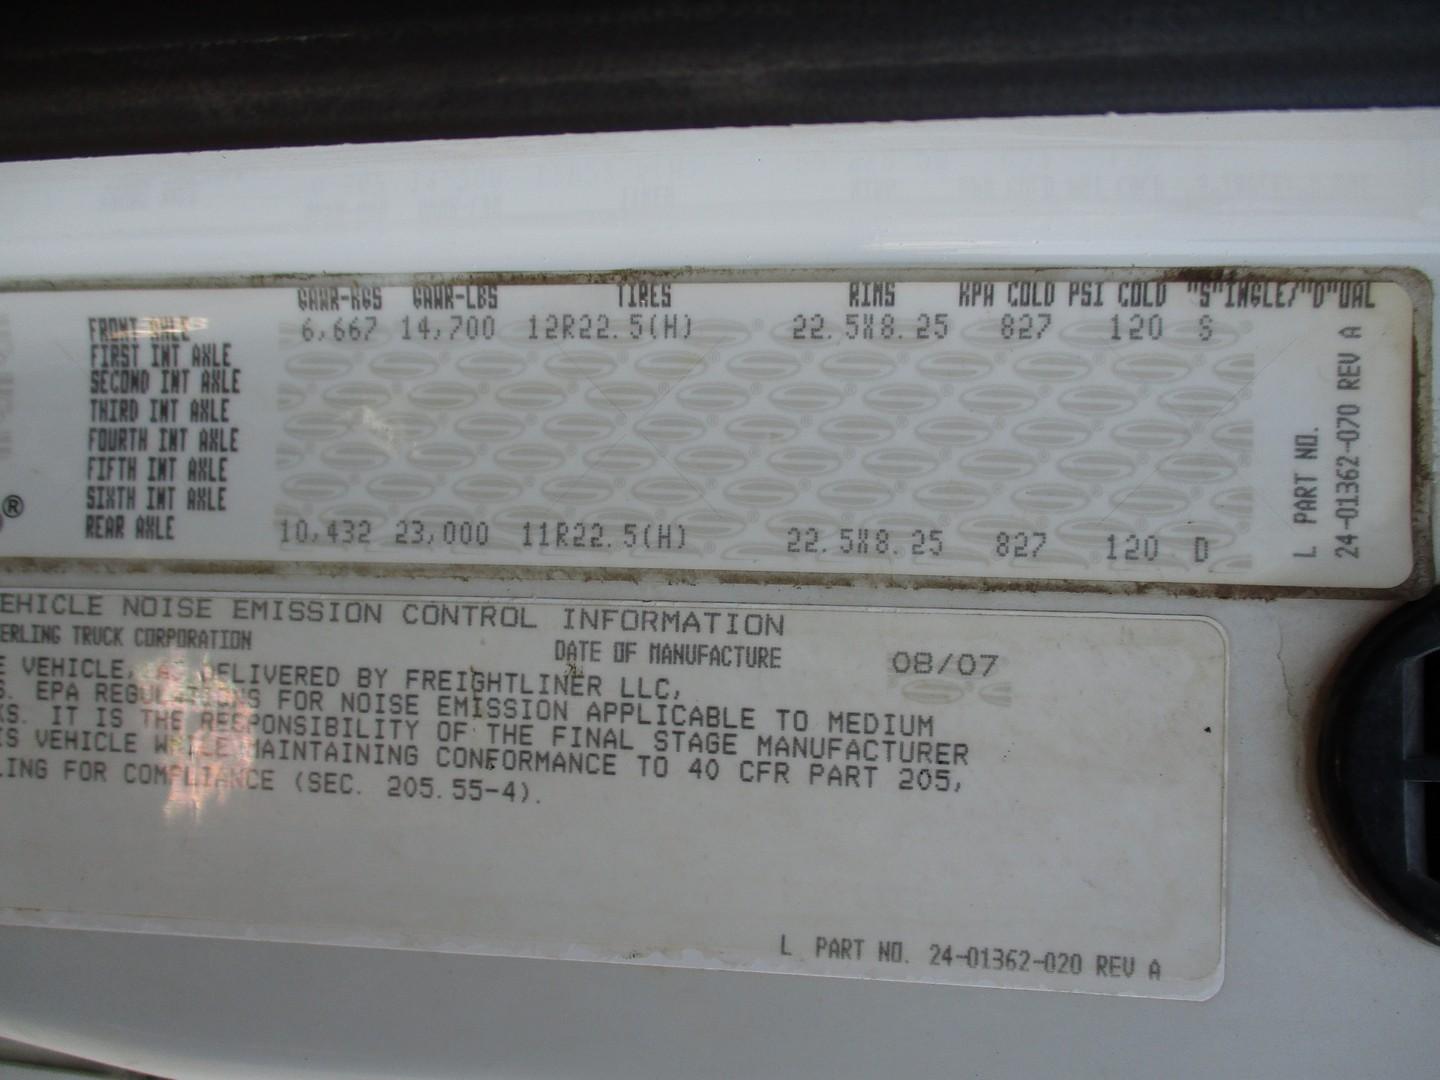 GAWR-KGS GAWR-LBS TIRES RIMS KPA COLD PSI COLD "S"INGLE/"D"UAL
FRONT AXLE 6,667 14,700 12R22.5(H) 22.5X8.25 827 120 S
FIRST INT AXLE
SECOND INT AXLE
THIRD INT AXLE
FOURTH INT AXLE
FIFTH INT AXLE
SIXTH INT AXLE
REAR AXLE 10,432 23,000 11R22.5(H) 22.5X8.25 827 120 D
®
L PART NO.
24-01362-070 REV A
EHICLE NOISE EMISSION CONTROL INFORMATION
ERLING TRUCK CORPORATION DATE OF MANUFACTURE 08/07
E VEHICLE, AS DELIVERED BY FREIGHTLINER LLC,
S. EPA REGULATIONS FOR NOISE EMISSION APPLICABLE TO MEDIUM
KS. IT IS THE RESPONSIBILITY OF THE FINAL STAGE MANUFACTURER
IS VEHICLE WHILE MAINTAINING CONFORMANCE TO 40 CFR PART 205,
LING FOR COMPLIANCE (SEC. 205.55-4).
L PART NO. 24-01362-020 REV A